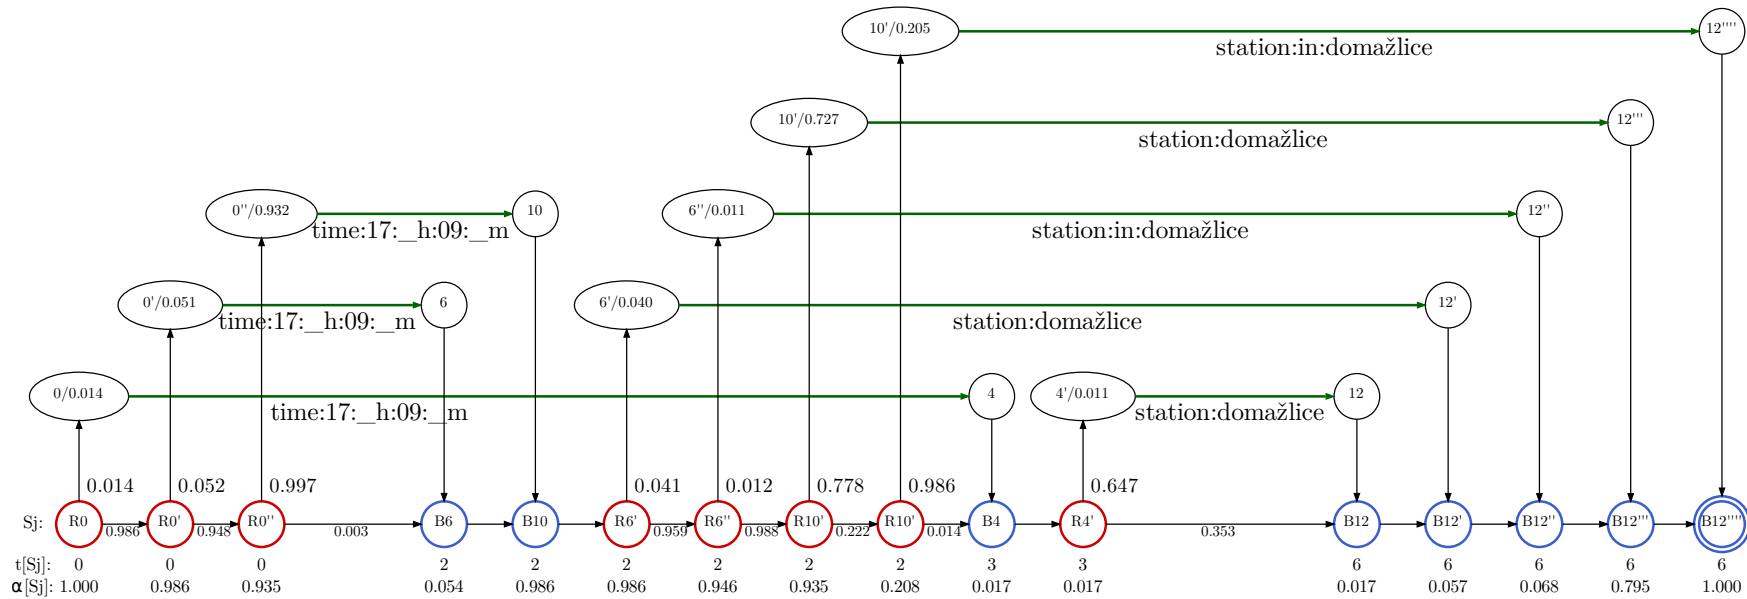 10'/0.205 12''''
station:in:domažlice
10'/0.727 12'''
station:domažlice
0''/0.932 10 6''/0.011 12''
time:17:_h:09:_m station:in:domažlice
0'/0.051 6 6'/0.040 12'
time:17:_h:09:_m station:domažlice
0/0.014 4 4'/0.011 12
time:17:_h:09:_m station:domažlice
0.014 0.052 0.997 0.041 0.012 0.778 0.986 0.647
Sj: R0 R0' R0'' B6 B10 R6' R6'' R10' R10' B4 R4' B12 B12' B12'' B12''' B12''''
0.986 0.948 0.003 0.959 0.988 0.222 0.014 0.353
t[Sj]: 0 0 0 2 2 2 2 2 2 3 3 6 6 6 6 6
α[Sj]: 1.000 0.986 0.935 0.054 0.986 0.986 0.946 0.935 0.208 0.017 0.017 0.017 0.057 0.068 0.795 1.000